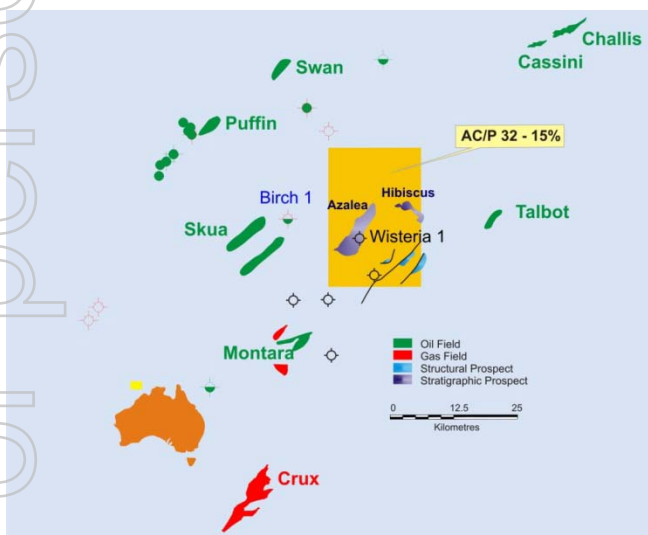 Challis
Cassini
Swan
Puffin
AC/P 32 - 15%
Birch 1
Hibiscus
Azalea
Talbot
Skua
Wisteria 1
Montara
Oil Field
Gas Field
Structural Prospect
Stratigraphic Prospect
0 12.5 25
Kilometres
Crux